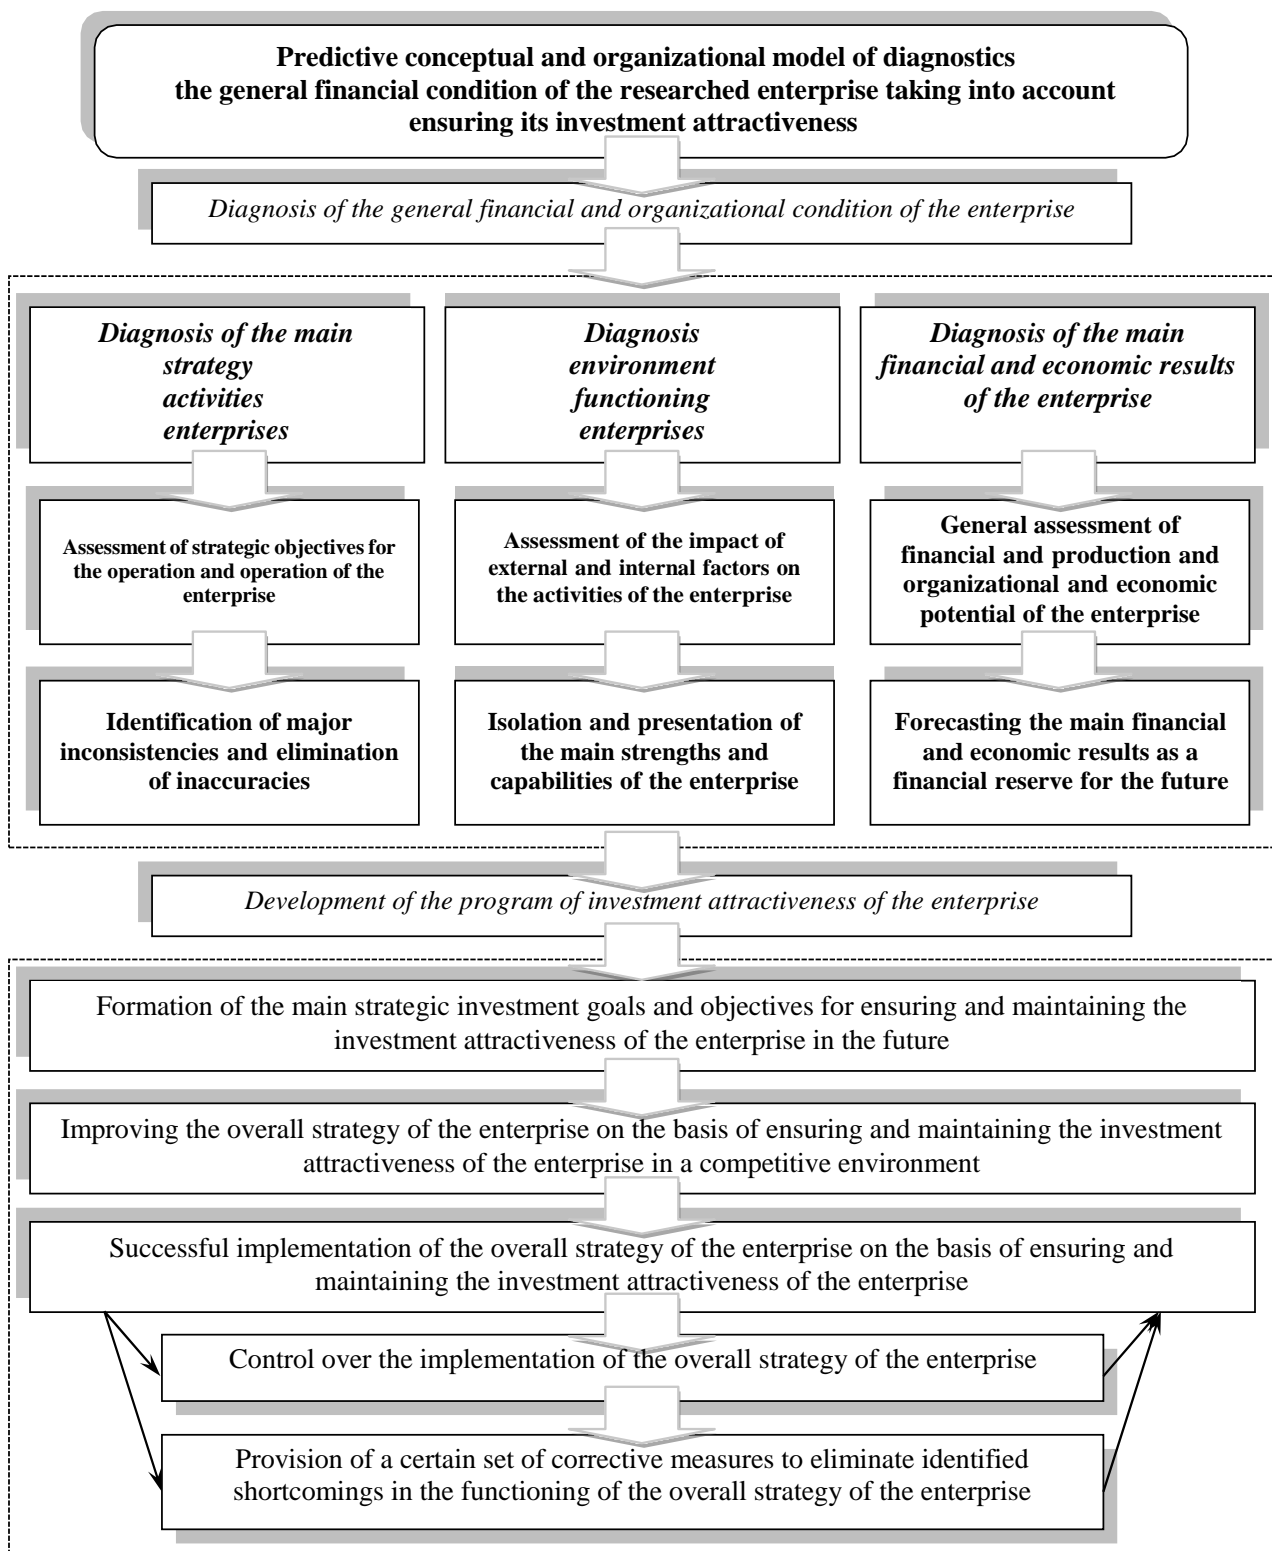 Predictive conceptual and organizational model of diagnostics
the general financial condition of the researched enterprise taking into account
ensuring its investment attractiveness
Diagnosis of the general financial and organizational condition of the enterprise
Diagnosis of the main
strategy
activities
enterprises
Diagnosis
environment
functioning
enterprises
Diagnosis of the main
financial and economic results
of the enterprise
Assessment of strategic objectives for
the operation and operation of the
enterprise
Assessment of the impact of
external and internal factors on
the activities of the enterprise
General assessment of
financial and production and
organizational and economic
potential of the enterprise
Identification of major
inconsistencies and elimination
of inaccuracies
Isolation and presentation of
the main strengths and
capabilities of the enterprise
Forecasting the main financial
and economic results as a
financial reserve for the future
Development of the program of investment attractiveness of the enterprise
Formation of the main strategic investment goals and objectives for ensuring and maintaining the
investment attractiveness of the enterprise in the future
Improving the overall strategy of the enterprise on the basis of ensuring and maintaining the investment
attractiveness of the enterprise in a competitive environment
Successful implementation of the overall strategy of the enterprise on the basis of ensuring and
maintaining the investment attractiveness of the enterprise
Control over the implementation of the overall strategy of the enterprise
Provision of a certain set of corrective measures to eliminate identified
shortcomings in the functioning of the overall strategy of the enterprise